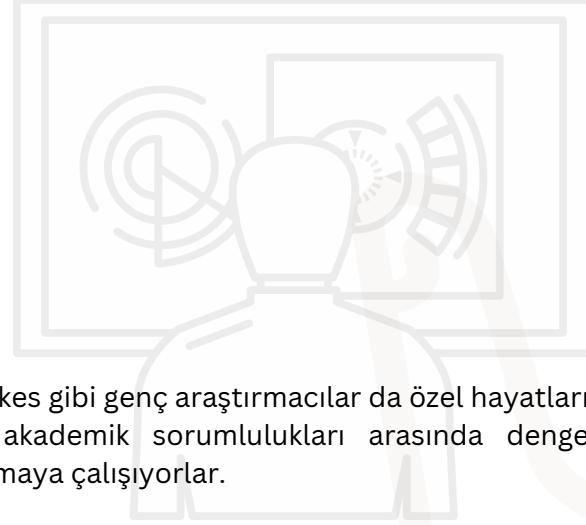 kes gibi genç araştırmacılar da özel hayatları
akademik sorumlulukları arasında denge
maya çalışıyorlar.